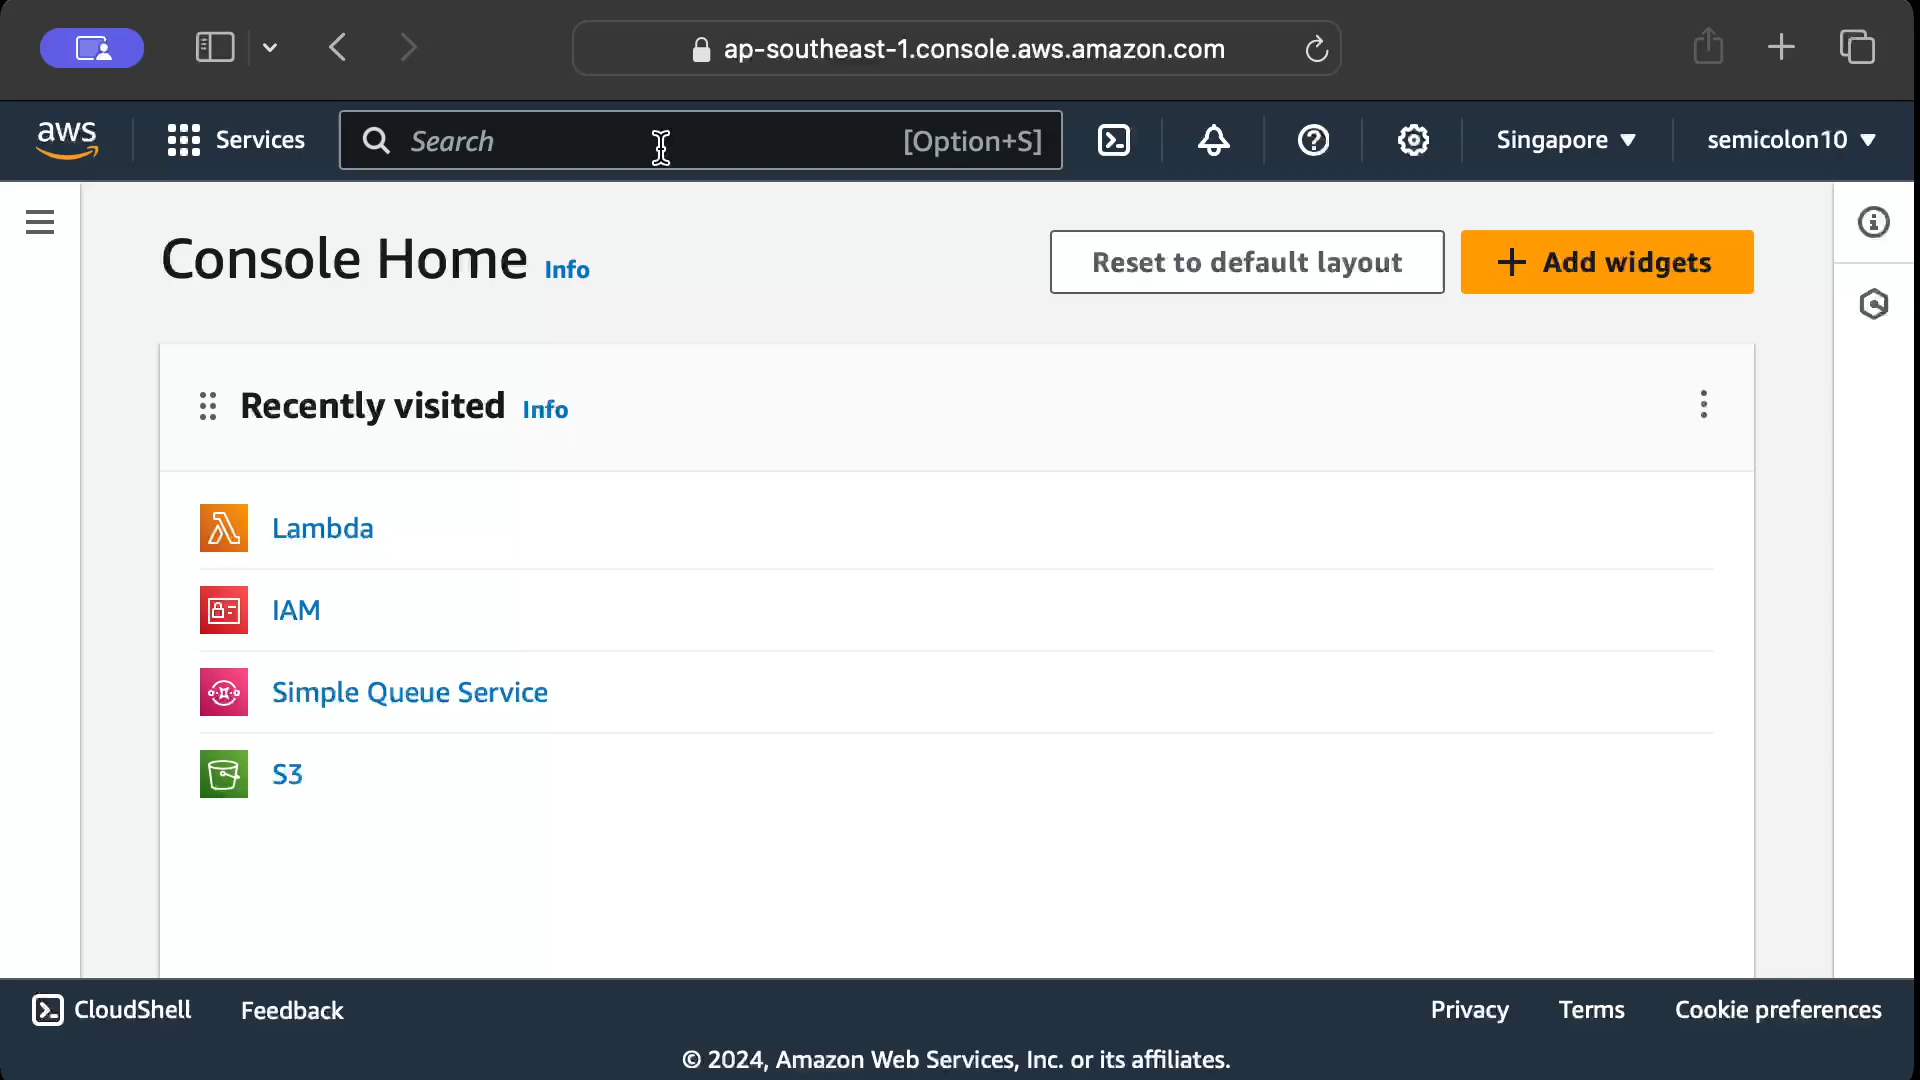 ap-southeast-1.console.aws.amazon.com
aws Services Search [Option+S] Singapore semicolon10
Console Home Info Reset to default layout + Add widgets
Recently visited Info
Lambda
IAM
Simple Queue Service
S3
CloudShell Feedback Privacy Terms Cookie preferences
© 2024, Amazon Web Services, Inc. or its affiliates.